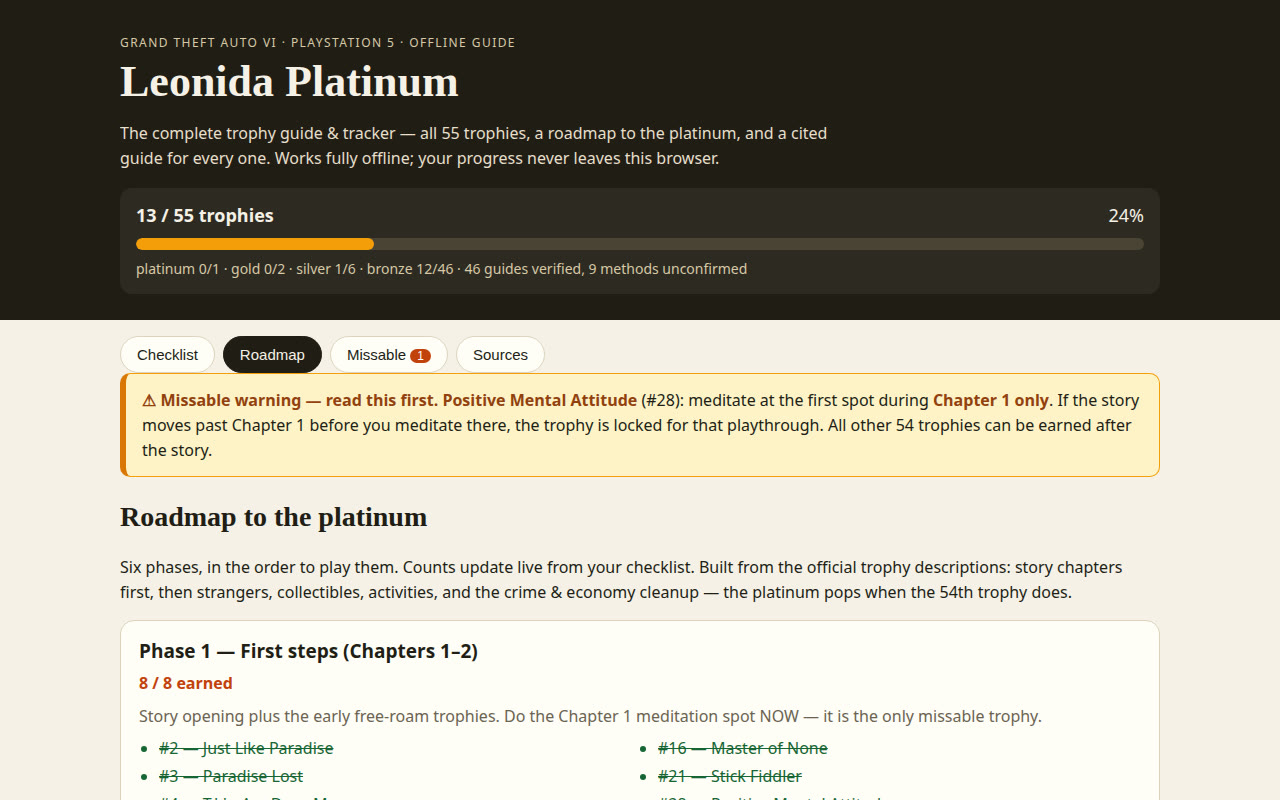 GRAND THEFT AUTO VI · PLAYSTATION 5 · OFFLINE GUIDE
Leonida Platinum
The complete trophy guide & tracker — all 55 trophies, a roadmap to the platinum, and a cited
guide for every one. Works fully offline; your progress never leaves this browser.
13 / 55 trophies 24%
platinum 0/1 · gold 0/2 · silver 1/6 · bronze 12/46 · 46 guides verified, 9 methods unconfirmed
Checklist Roadmap Missable 1 Sources
⚠ Missable warning — read this first. Positive Mental Attitude (#28): meditate at the first spot during Chapter 1 only. If the story
moves past Chapter 1 before you meditate there, the trophy is locked for that playthrough. All other 54 trophies can be earned after
the story.
Roadmap to the platinum
Six phases, in the order to play them. Counts update live from your checklist. Built from the official trophy descriptions: story chapters
first, then strangers, collectibles, activities, and the crime & economy cleanup — the platinum pops when the 54th trophy does.
Phase 1 — First steps (Chapters 1–2)
8 / 8 earned
Story opening plus the early free-roam trophies. Do the Chapter 1 meditation spot NOW — it is the only missable trophy.
#2 — Just Like Paradise
#3 — Paradise Lost
#16 — Master of None
#21 — Stick Fiddler